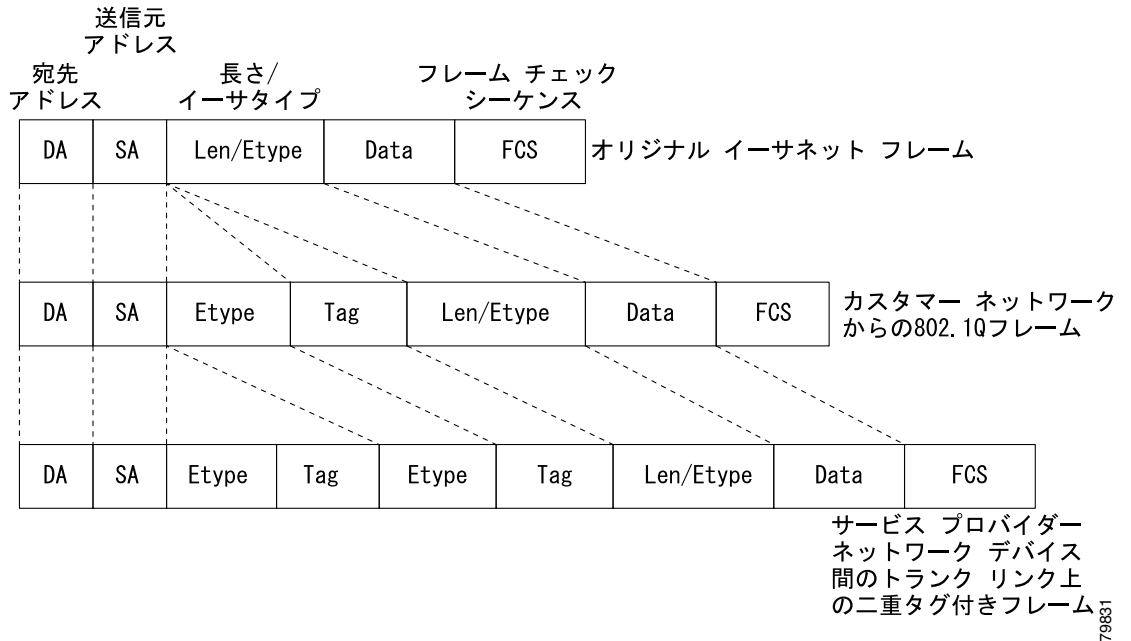 送信元
アドレス
宛先
アドレス
長さ/
イーサタイプ
フレーム チェック
シーケンス
DA SA Len/Etype Data FCS
オリジナル イーサネット フレーム
DA SA Etype Tag Len/Etype Data FCS
カスタマー ネットワーク
からの802.1Qフレーム
DA SA Etype Tag Etype Tag Len/Etype Data FCS
サービス プロバイダー
ネットワーク デバイス
間のトランク リンク上
の二重タグ付きフレーム
79831